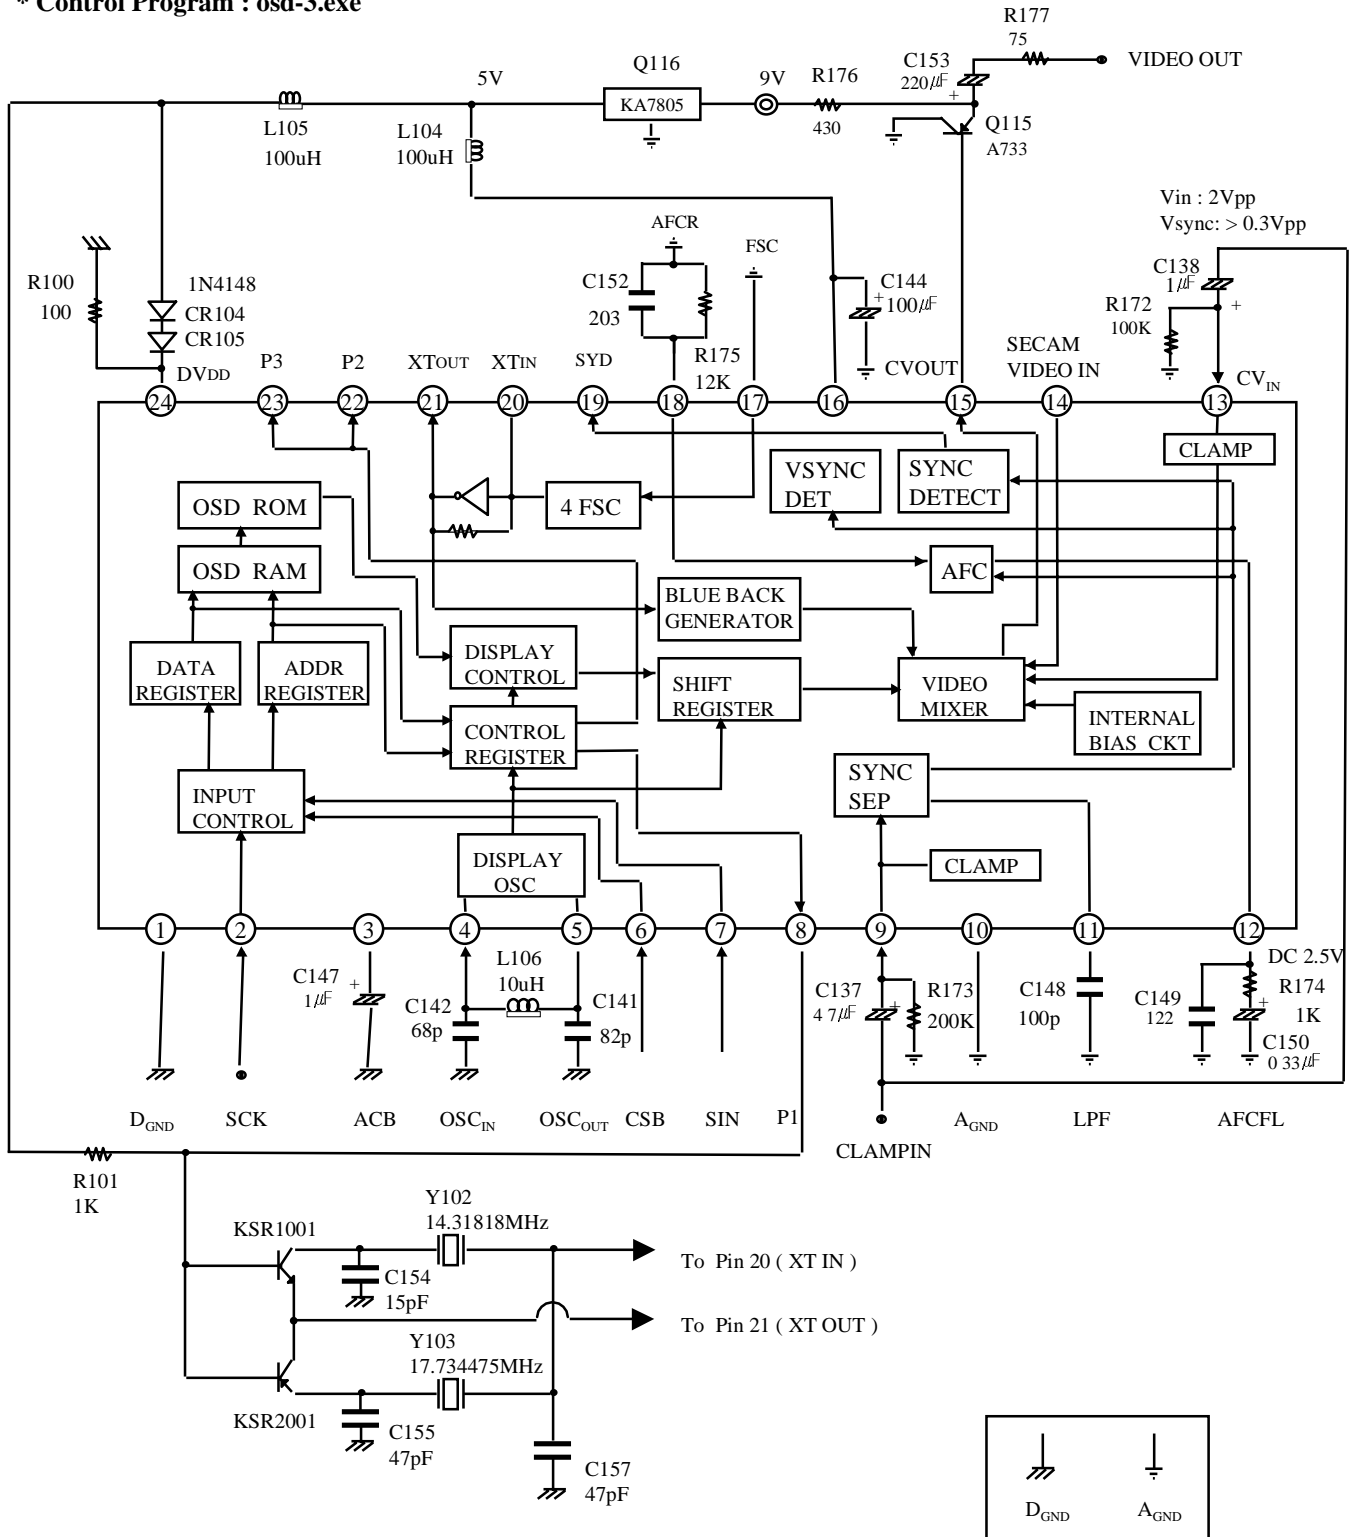 * Control Program : osd-3.exe
R177
75
VIDEO OUT
C153
220㎌
+
5V
Q116
9V
R176
KA7805
430
Q115
A733
L105
100uH
L104
100uH
Vin : 2Vpp
Vsync: > 0.3Vpp
AFCR
FSC
C138
1㎌
+
R100
100
1N4148
CR104
CR105
C152
203
C144
+
100㎌
R172
100K
R175
12K
SECAM
VIDEO IN
DVDD
P3
P2
XTOUT
XTIN
SYD
CVOUT
CVIN
24
23
22
21
20
19
18
17
16
15
14
13
CLAMP
VSYNC
DET
SYNC
DETECT
OSD ROM
4 FSC
OSD RAM
AFC
BLUE BACK
GENERATOR
DATA
REGISTER
ADDR
REGISTER
DISPLAY
CONTROL
SHIFT
REGISTER
VIDEO
MIXER
CONTROL
REGISTER
INTERNAL
BIAS CKT
INPUT
CONTROL
SYNC
SEP
DISPLAY
OSC
CLAMP
1
2
3
4
5
6
7
8
9
10
11
12
DC 2.5V
C147
1㎌
+
C142
68p
L106
10uH
C141
82p
C137
4 7㎌
+
R173
200K
C148
100p
C149
122
R174
1K
+
C150
0 33㎌
DGND
SCK
ACB
OSCIN
OSCOUT
CSB
SIN
P1
AGND
LPF
AFCFL
CLAMPIN
R101
1K
Y102
14.31818MHz
KSR1001
To Pin 20 ( XT IN )
C154
15pF
To Pin 21 ( XT OUT )
Y103
17.734475MHz
KSR2001
C155
47pF
C157
47pF
DGND
AGND